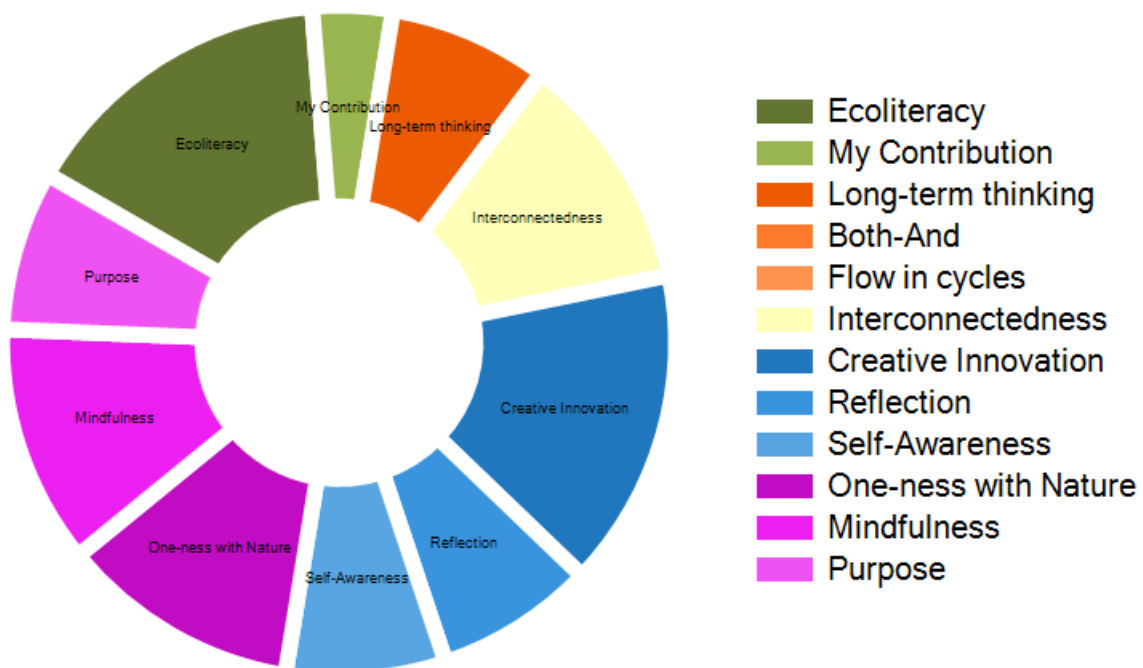 My Contribution
Long-term thinking
Ecoliteracy
Interconnectedness
Purpose
Creative Innovation
Mindfulness
Reflection
One-ness with Nature
Self-Awareness
Ecoliteracy
My Contribution
Long-term thinking
Both-And
Flow in cycles
Interconnectedness
Creative Innovation
Reflection
Self-Awareness
One-ness with Nature
Mindfulness
Purpose